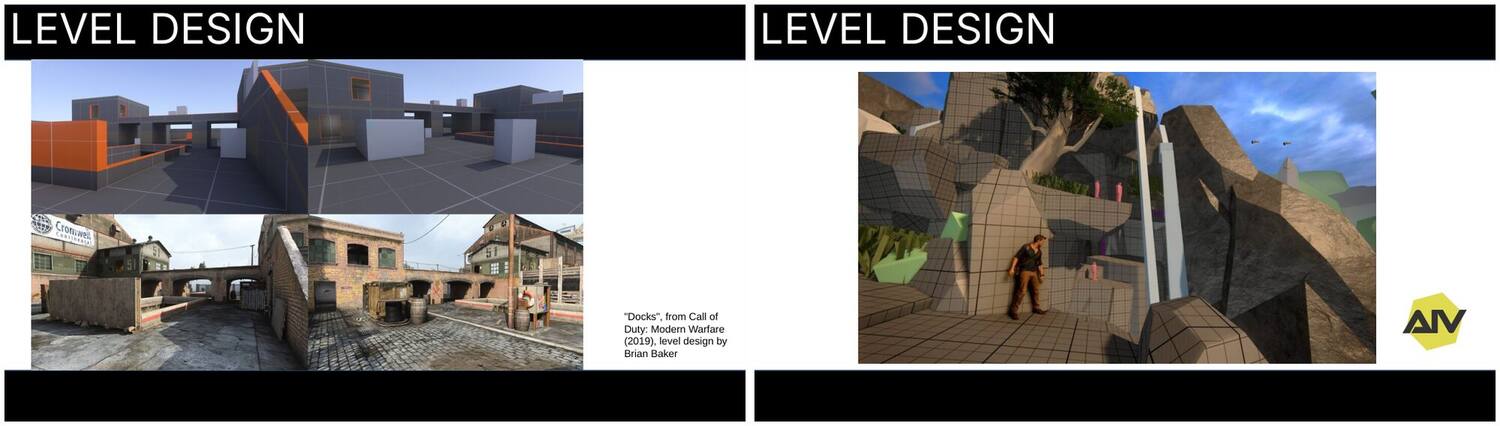 LEVEL DESIGN
Cromwell
Continental
"Docks", from Call of
Duty: Modern Warfare
(2019), level design by
Brian Baker
LEVEL DESIGN
AIV